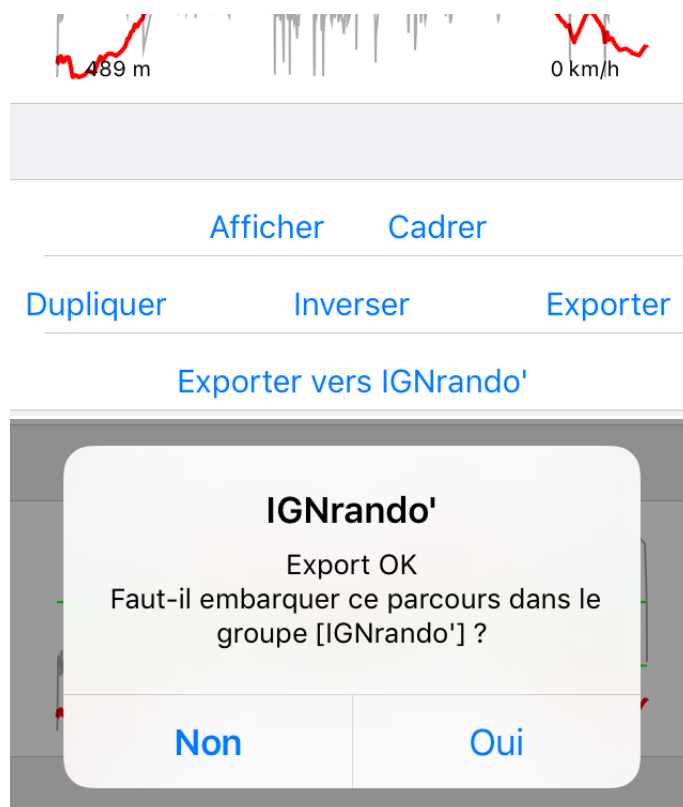 489 m 0 km/h
Afficher Cadrer
Dupliquer Inverser Exporter
Exporter vers IGNrando'
IGNrando'
Export OK
Faut-il embarquer ce parcours dans le
groupe [IGNrando'] ?
Non Oui